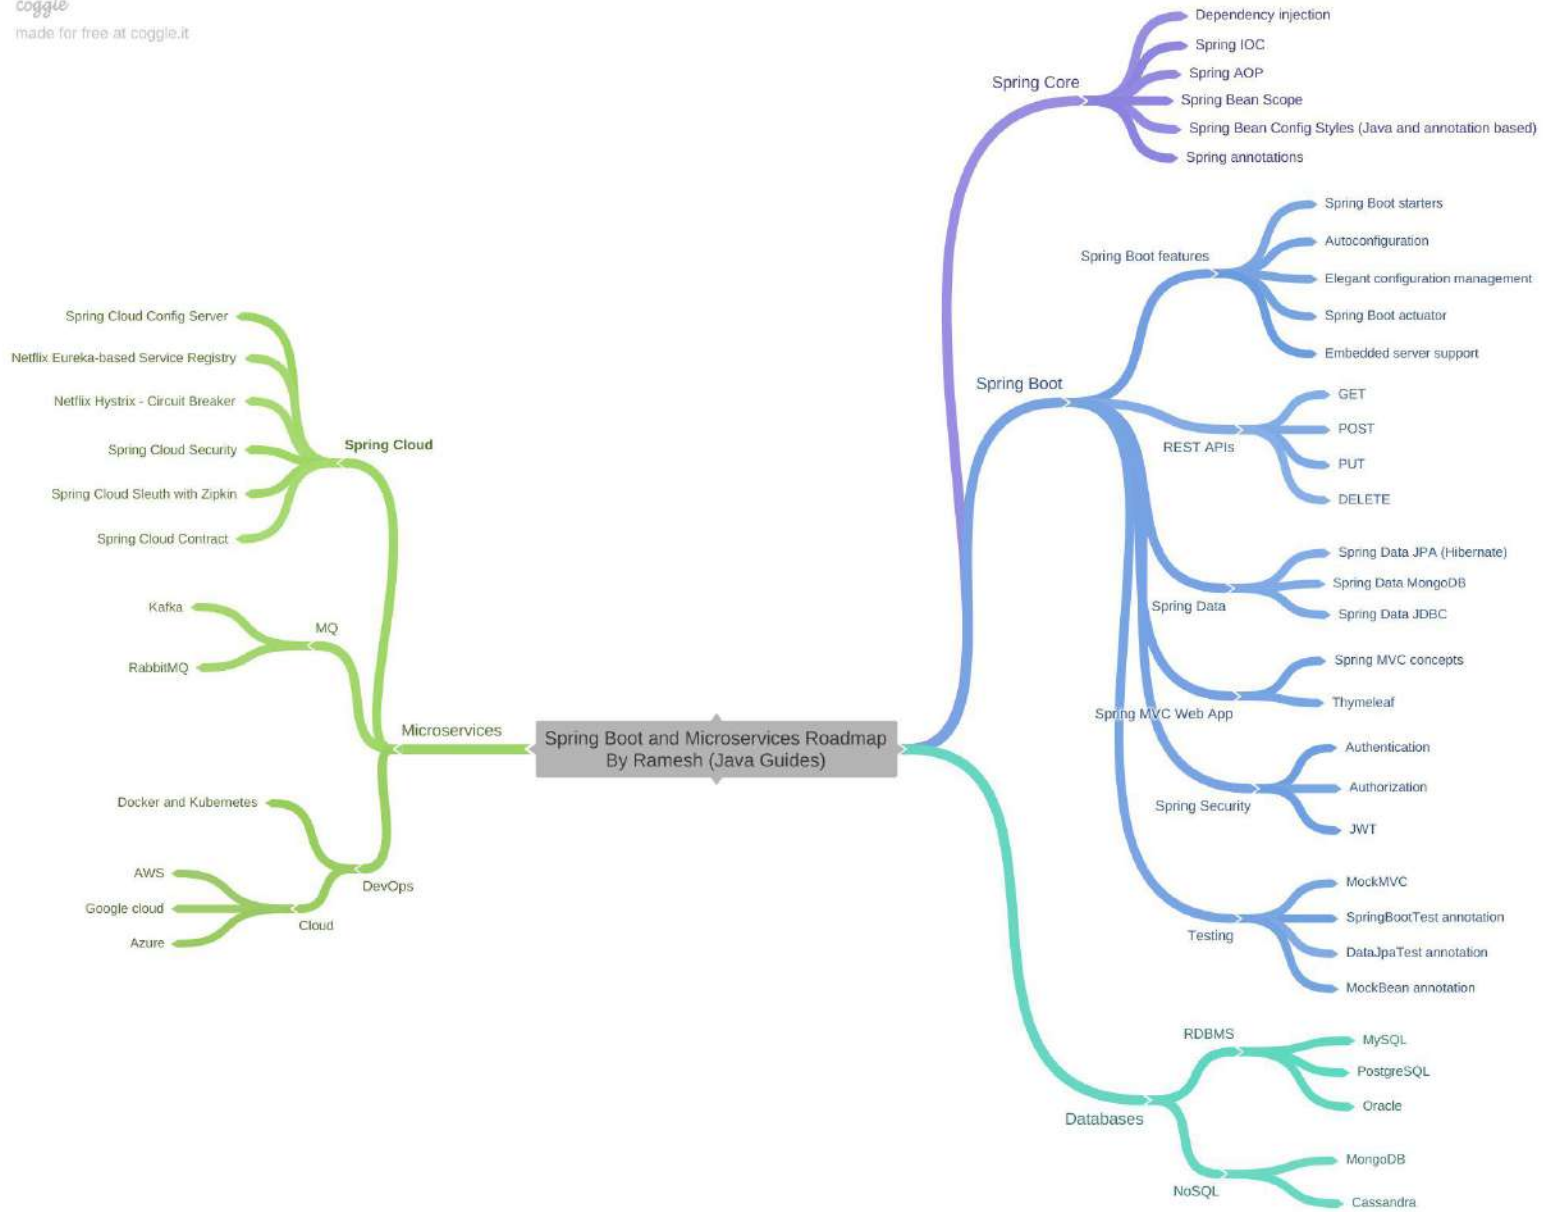 coggle
made for free at coggle.it
Spring Boot and Microservices Roadmap
By Ramesh (Java Guides)
Spring Core
Dependency injection
Spring IOC
Spring AOP
Spring Bean Scope
Spring Bean Config Styles (Java and annotation based)
Spring annotations
Spring Boot
Spring Boot features
Spring Boot starters
Autoconfiguration
Elegant configuration management
Spring Boot actuator
Embedded server support
REST APIs
GET
POST
PUT
DELETE
Spring Data
Spring Data JPA (Hibernate)
Spring Data MongoDB
Spring Data JDBC
Spring MVC Web App
Spring MVC concepts
Thymeleaf
Spring Security
Authentication
Authorization
JWT
Testing
MockMVC
SpringBootTest annotation
DataJpaTest annotation
MockBean annotation
Databases
RDBMS
MySQL
PostgreSQL
Oracle
NoSQL
MongoDB
Cassandra
Microservices
Spring Cloud
Spring Cloud Config Server
Netflix Eureka-based Service Registry
Netflix Hystrix - Circuit Breaker
Spring Cloud Security
Spring Cloud Sleuth with Zipkin
Spring Cloud Contract
MQ
Kafka
RabbitMQ
DevOps
Docker and Kubernetes
Cloud
AWS
Google cloud
Azure